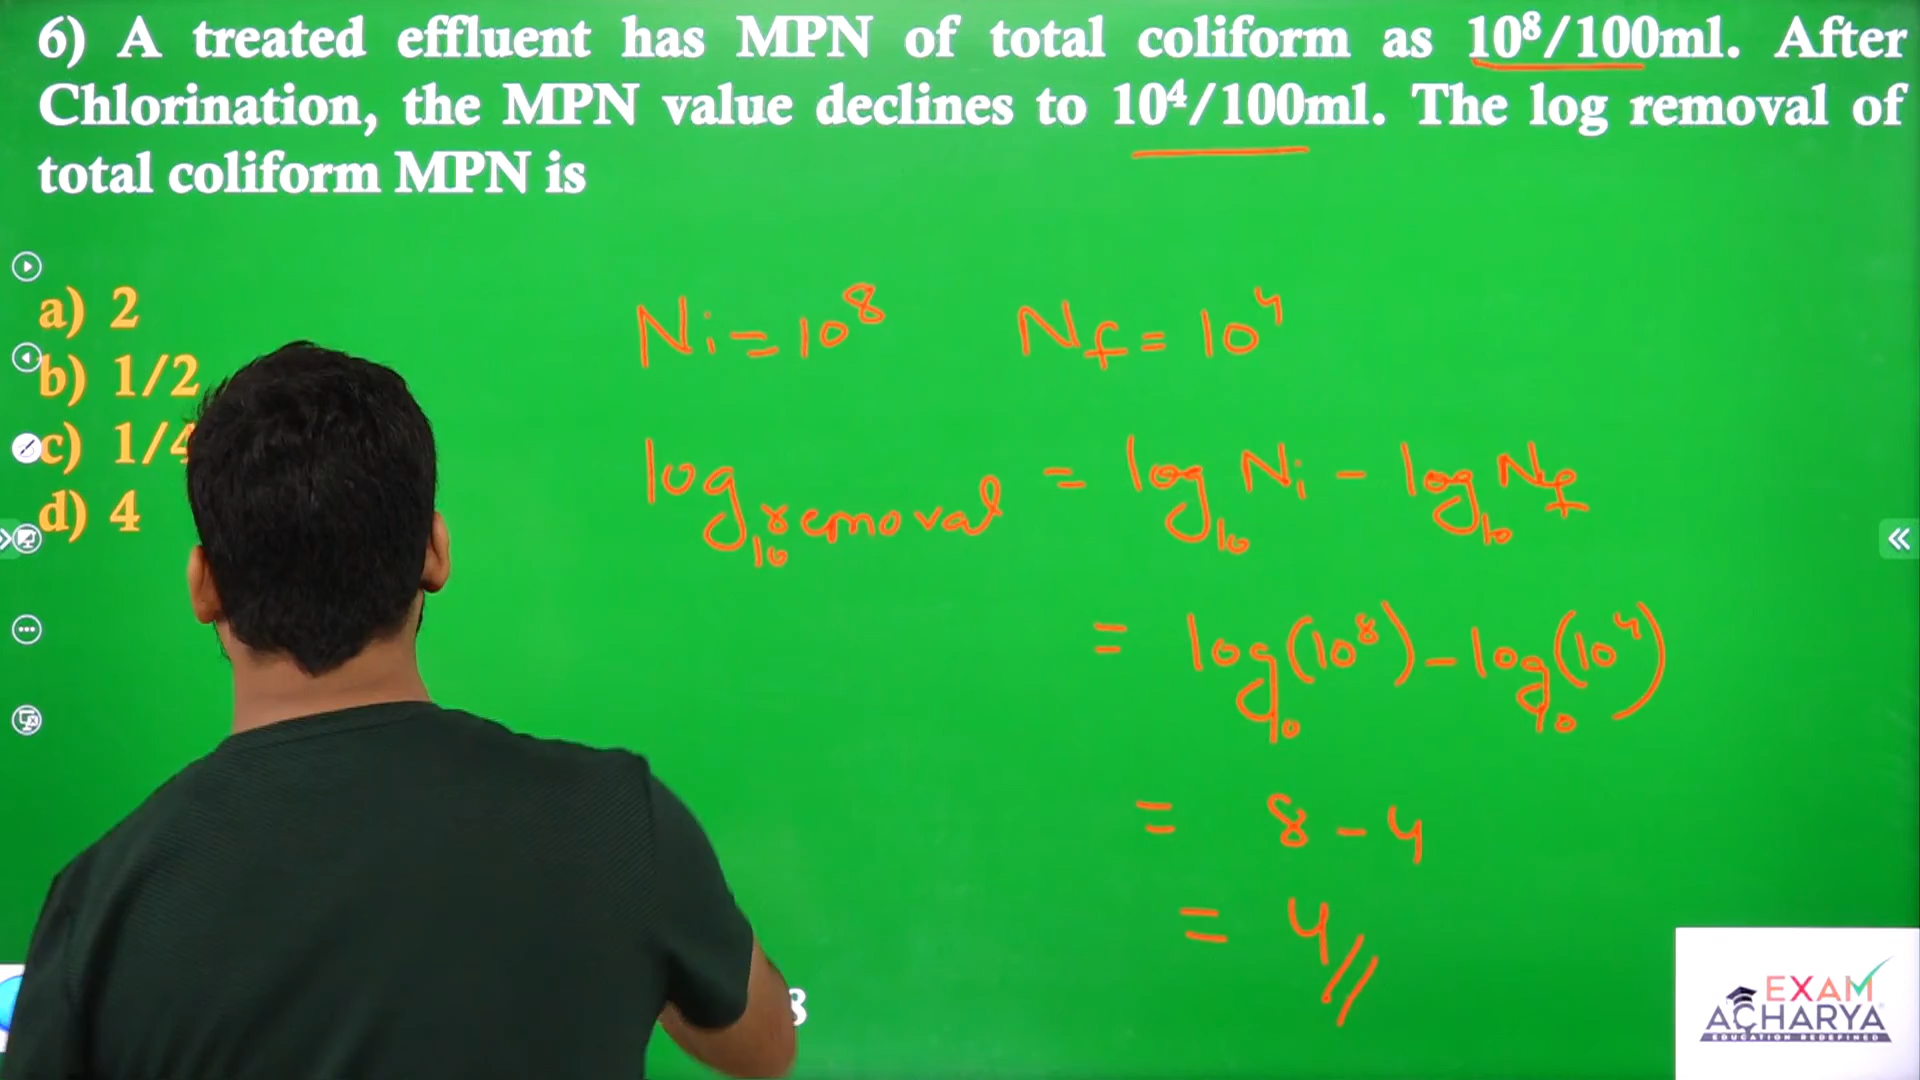 6) A treated effluent has MPN of total coliform as 10⁸/100ml. After
Chlorination, the MPN value declines to 10⁴/100ml. The log removal of
total coliform MPN is
a) 2
b) 1/2
c) 1/4
d) 4
Ni = 10⁸ Nf = 10⁴
log₁₀ removal = log₁₀ Ni - log₁₀ Nf
= log₁₀(10⁸) - log₁₀(10⁴)
= 8 - 4
= 4
EXAM
ACHARYA
EDUCATION REDEFINED